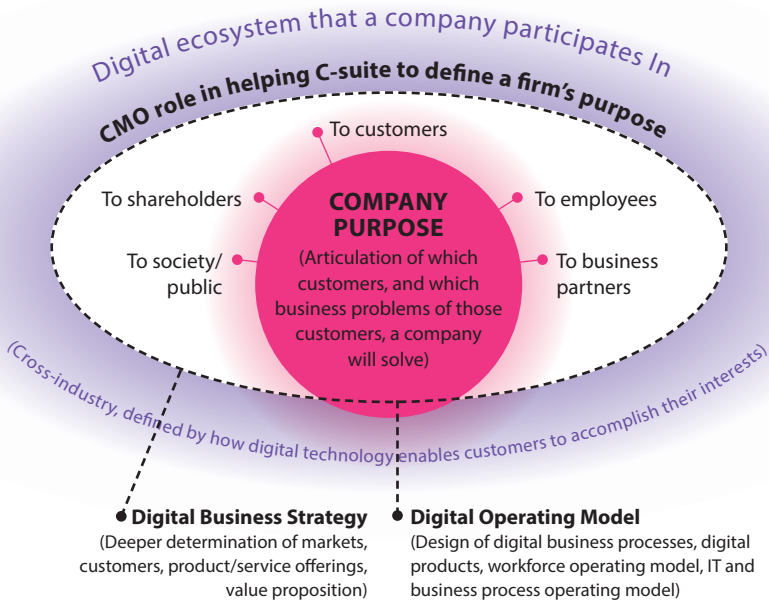 Digital ecosystem that a company participates In
CMO role in helping C-suite to define a firm's purpose
To customers
To shareholders
To employees
To society/
public
To business
partners
COMPANY
PURPOSE
(Articulation of which
customers, and which
business problems of those
customers, a company
will solve)
(Cross-industry, defined by how digital technology enables customers to accomplish their interests)
Digital Business Strategy
(Deeper determination of markets,
customers, product/service offerings,
value proposition)
Digital Operating Model
(Design of digital business processes, digital
products, workforce operating model, IT and
business process operating model)